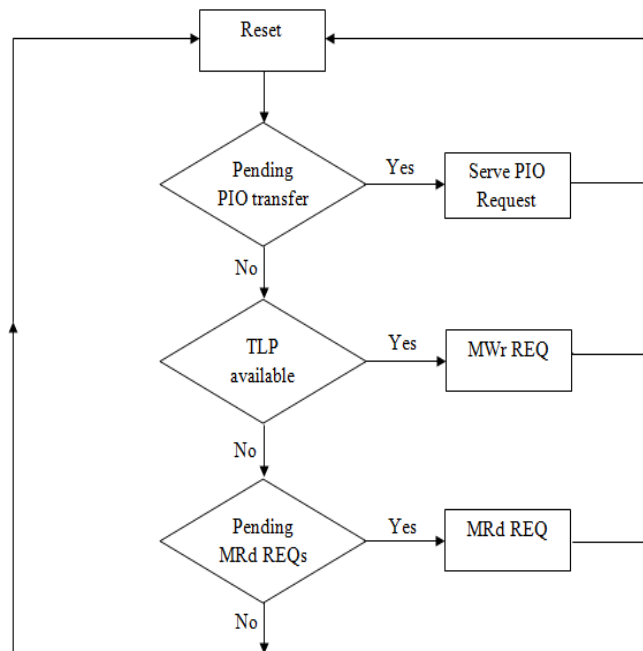 Reset
Pending
PIO transfer
Yes
Serve PIO
Request
No
TLP
available
Yes
MWr REQ
No
Pending
MRd REQs
Yes
MRd REQ
No